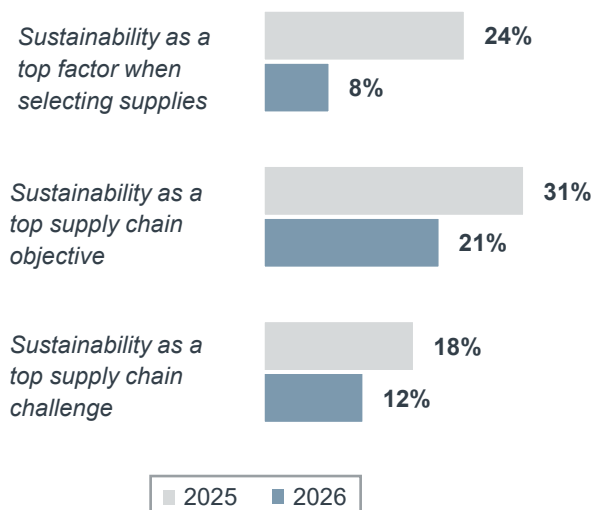 Sustainability as a
top factor when
selecting supplies
24%
8%
Sustainability as a
top supply chain
objective
31%
21%
Sustainability as a
top supply chain
challenge
18%
12%
2025 2026